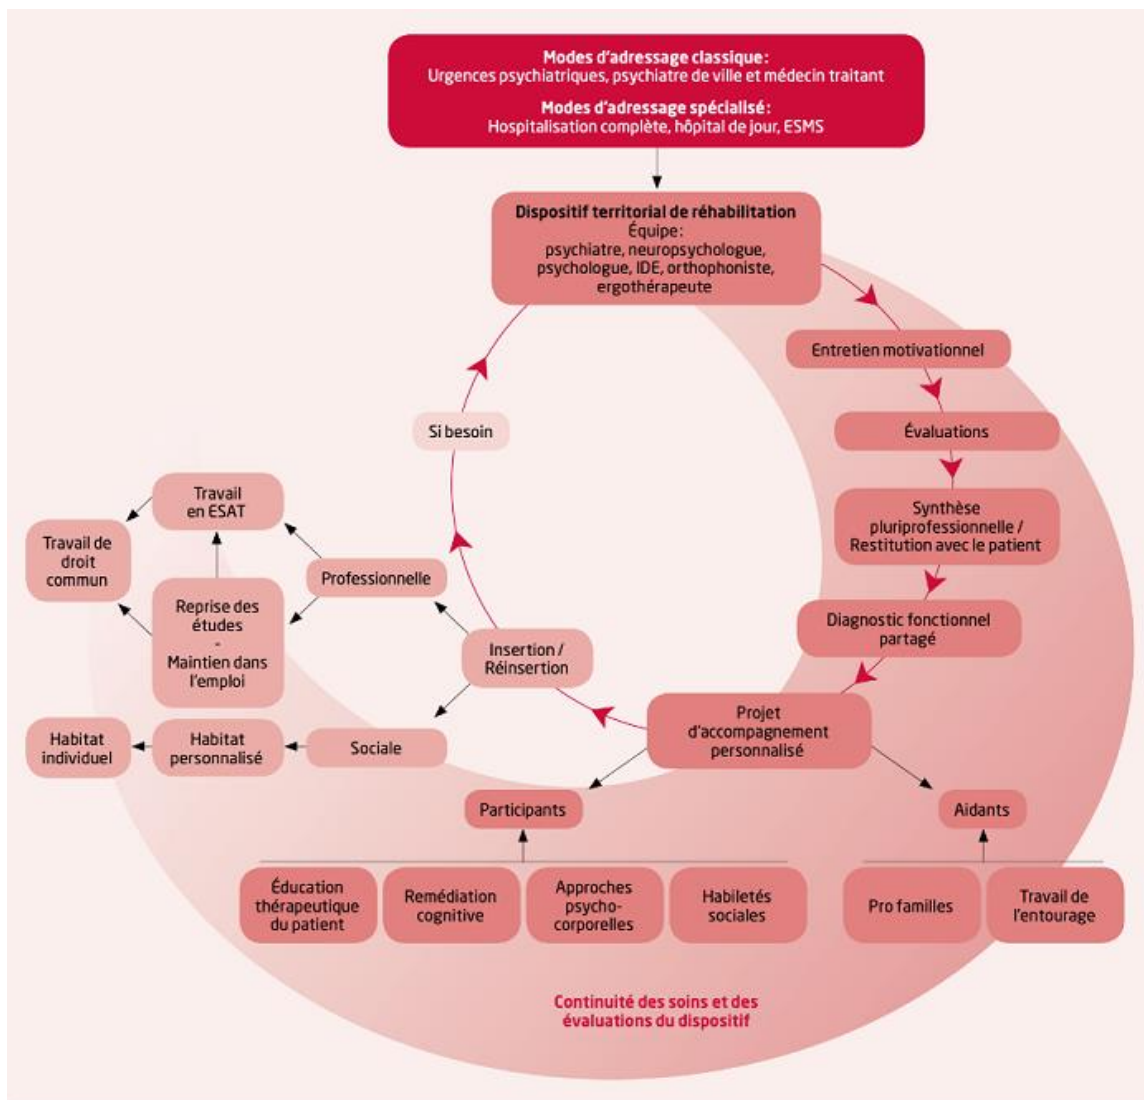 Modes d'adressage classique:
Urgences psychiatriques, psychiatre de ville et médecin traitant
Modes d'adressage spécialisé:
Hospitalisation complète, hôpital de jour, ESMS
Dispositif territorial de réhabilitation
Équipe:
psychiatre, neuropsychologue,
psychologue, IDE, orthophoniste,
ergothérapeute
Entretien motivationnel
Évaluations
Synthèse
pluriprofessionnelle /
Restitution avec le patient
Diagnostic fonctionnel
partagé
Projet
d'accompagnement
personnalisé
Si besoin
Insertion /
Réinsertion
Professionnelle
Travail
en ESAT
Travail de
droit
commun
Reprise des
études
-
Maintien dans
l'emploi
Sociale
Habitat
personnalisé
Habitat
individuel
Participants
Éducation
thérapeutique
du patient
Remédiation
cognitive
Approches
psycho-
corporelles
Habiletés
sociales
Aidants
Pro familles
Travail de
l'entourage
Continuité des soins et des
évaluations du dispositif